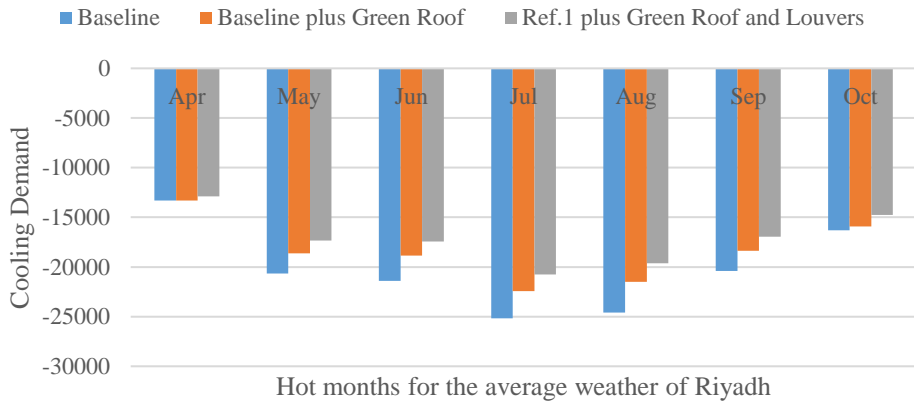 Baseline Baseline plus Green Roof Ref.1 plus Green Roof and Louvers
0
Apr May Jun Jul Aug Sep Oct
-5000
-10000
-15000
-20000
-25000
-30000
Cooling Demand
Hot months for the average weather of Riyadh